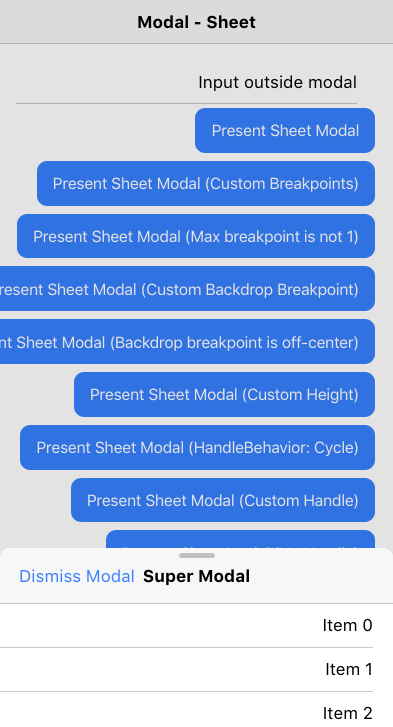 Modal - Sheet
Input outside modal
Present Sheet Modal
Present Sheet Modal (Custom Breakpoints)
Present Sheet Modal (Max breakpoint is not 1)
resent Sheet Modal (Custom Backdrop Breakpoint)
nt Sheet Modal (Backdrop breakpoint is off-center)
Present Sheet Modal (Custom Height)
Present Sheet Modal (HandleBehavior: Cycle)
Present Sheet Modal (Custom Handle)
Dismiss Modal Super Modal
Item 0
Item 1
Item 2